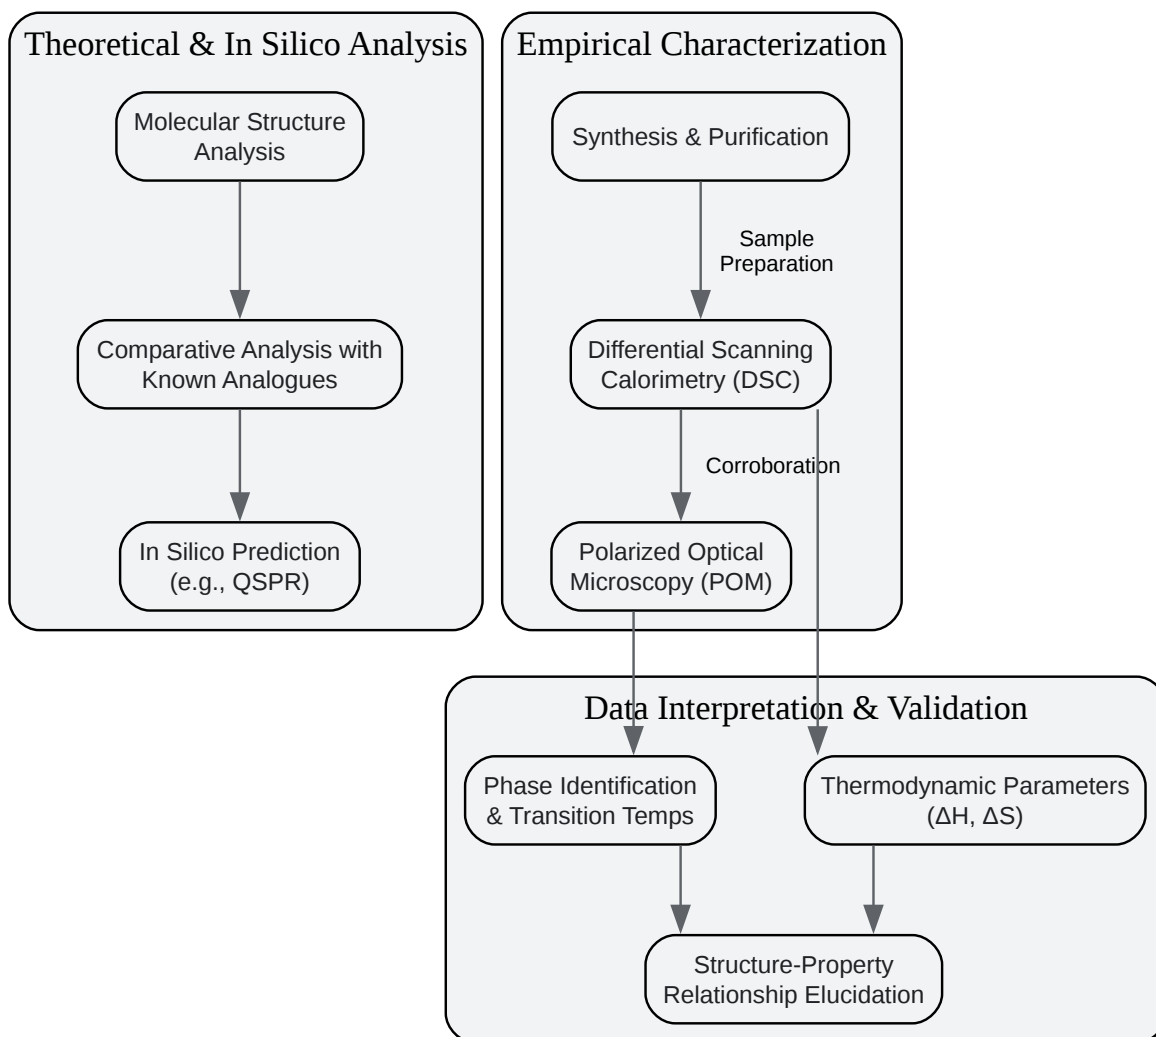 Theoretical & In Silico Analysis
Molecular Structure
Analysis
Comparative Analysis with
Known Analogues
In Silico Prediction
(e.g., QSPR)
Empirical Characterization
Synthesis & Purification
Sample
Preparation
Differential Scanning
Calorimetry (DSC)
Corroboration
Polarized Optical
Microscopy (POM)
Data Interpretation & Validation
Phase Identification
& Transition Temps
Thermodynamic Parameters
(ΔH, ΔS)
Structure-Property
Relationship Elucidation